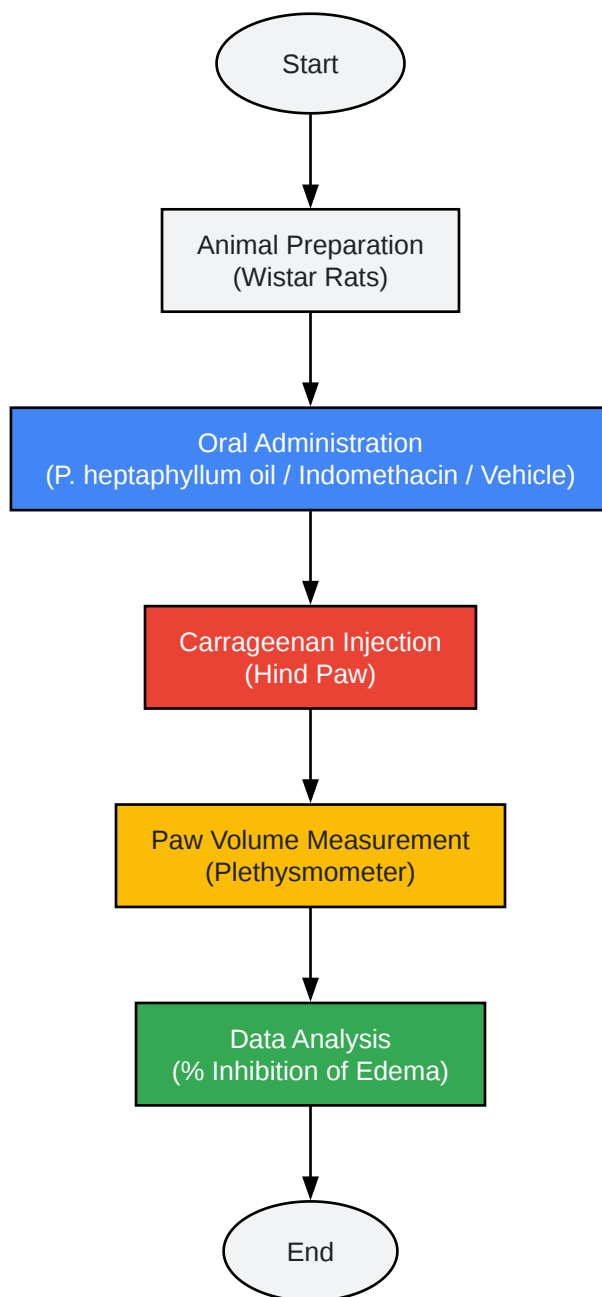 Start
Animal Preparation
(Wistar Rats)
Oral Administration
(P. heptaphyllum oil / Indomethacin / Vehicle)
Carrageenan Injection
(Hind Paw)
Paw Volume Measurement
(Plethysmometer)
Data Analysis
(% Inhibition of Edema)
End